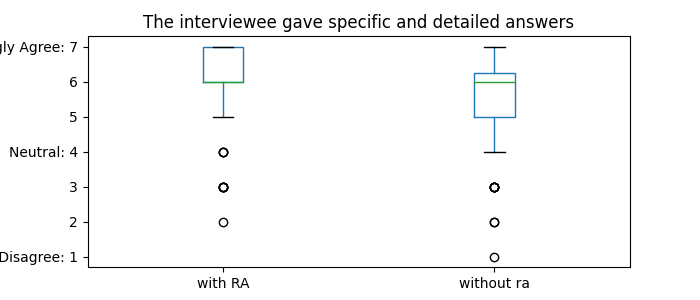 The interviewee gave specific and detailed answers
gly Agree: 7
6
5
Neutral: 4
3
2
Disagree: 1
with RA
without ra